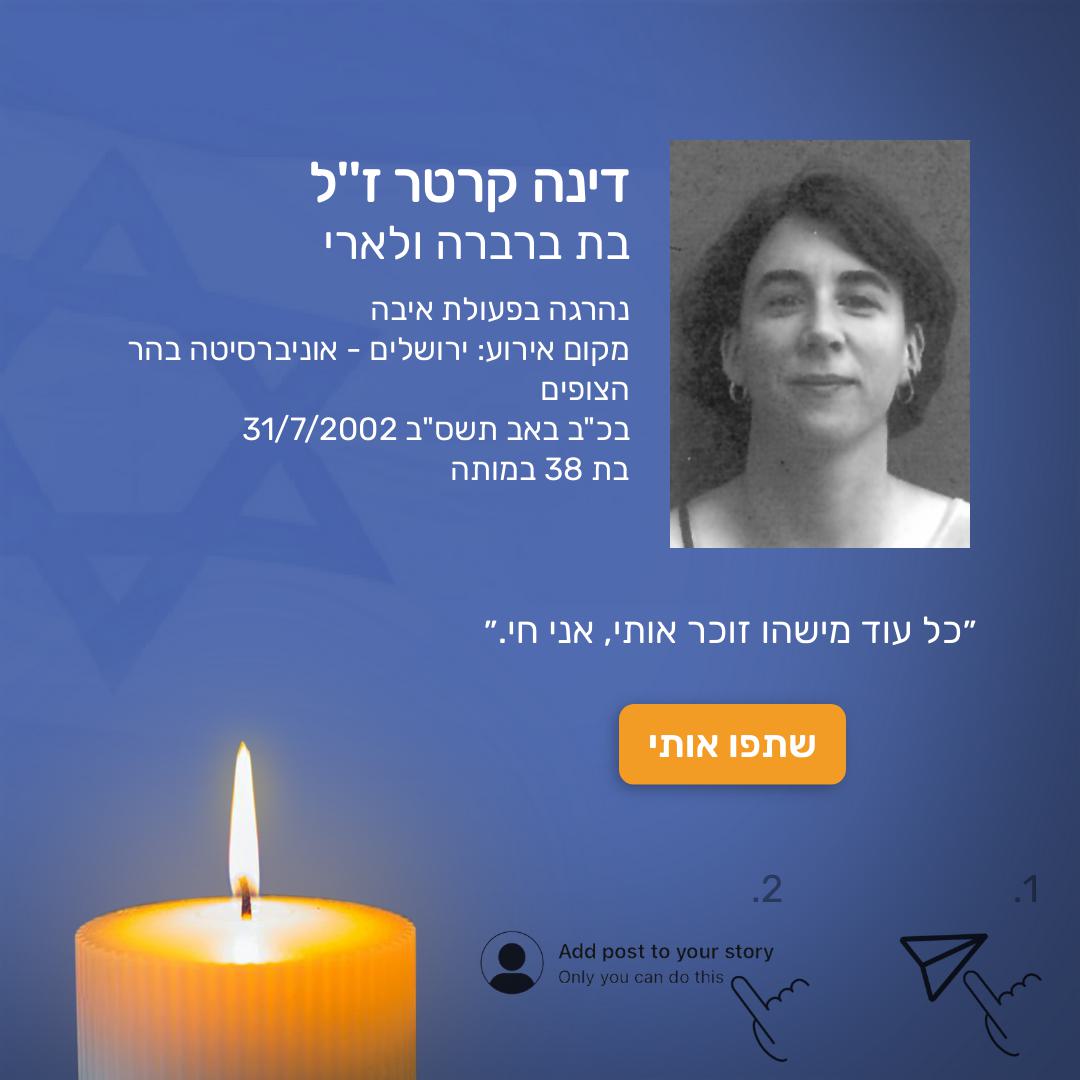 דינה קרטר ז"ל
בת ברברה ולארי
נהרגה בפעולת איבה
מקום אירוע: ירושלים - אוניברסיטה בהר
הצופים
בכ"ב באב תשס"ב 31/7/2002
בת 38 במותה
״כל עוד מישהו זוכר אותי, אני חי.״
שתפו אותי
1.
2.
Add post to your story
Only you can do this